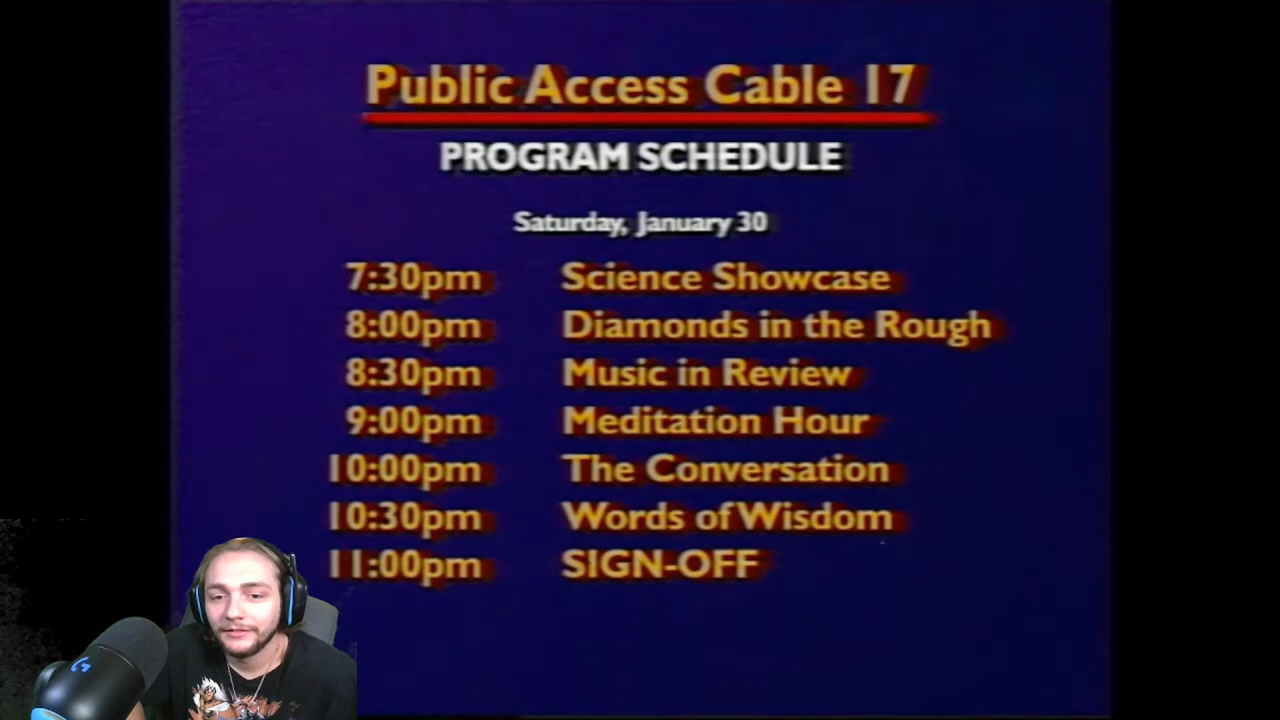 Public Access Cable 17
PROGRAM SCHEDULE
Saturday, January 30
7:30pm Science Showcase
8:00pm Diamonds in the Rough
8:30pm Music in Review
9:00pm Meditation Hour
10:00pm The Conversation
10:30pm Words of Wisdom
11:00pm SIGN-OFF